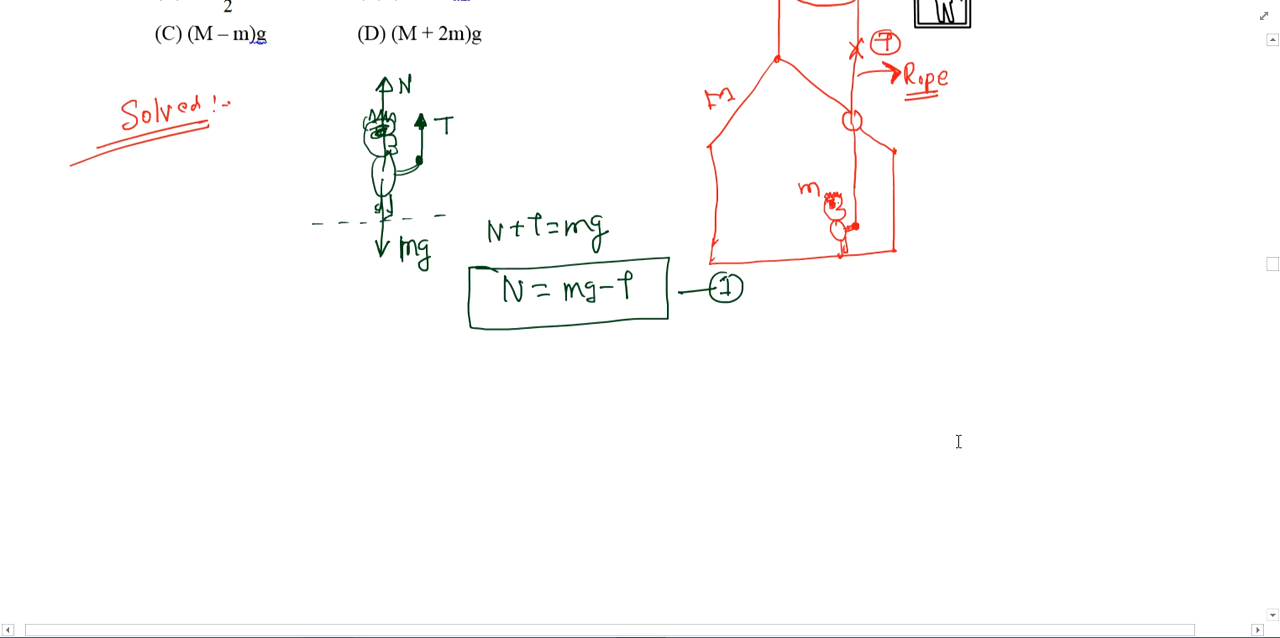 2
(C) (M – m)g (D) (M + 2m)g
T
Rope
M
Solved :-
N
T
m
N+T=mg
mg
N = mg-T
1